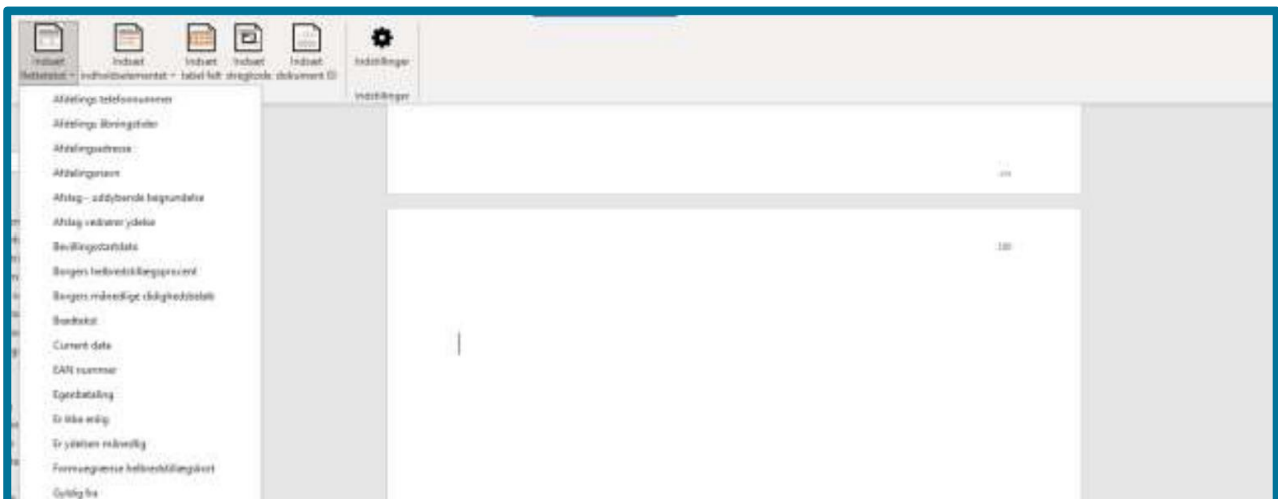 Indsæt flettetekst Indsæt indholdselementet Indsæt tabel felt Indsæt stregkode Indsæt dokument ID Indstillinger
Indstillinger
Afdelings telefonnummer
Afdelings åbningstider
Afdelingsadresse
Afdelingsnavn
Afslag - uddybende begrundelse
Afslag vedrører ydelse
Bevillingsstartdato
Borgers helbredstillægsprocent
Borgers månedlige rådighedsbeløb
Brødtekst
Current date
EAN nummer
Egenbetaling
Er ikke enlig
Er ydelsen månedlig
Formuegrænse helbredstillægskort
Gyldig fra